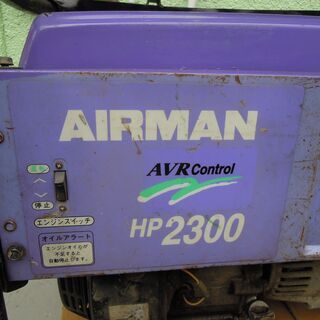 AIRMAN
AVR Control
HP2300
停止
エンジンスイッチ
オイルアラート
エンジンオイルが
不足すると
自動停止します。